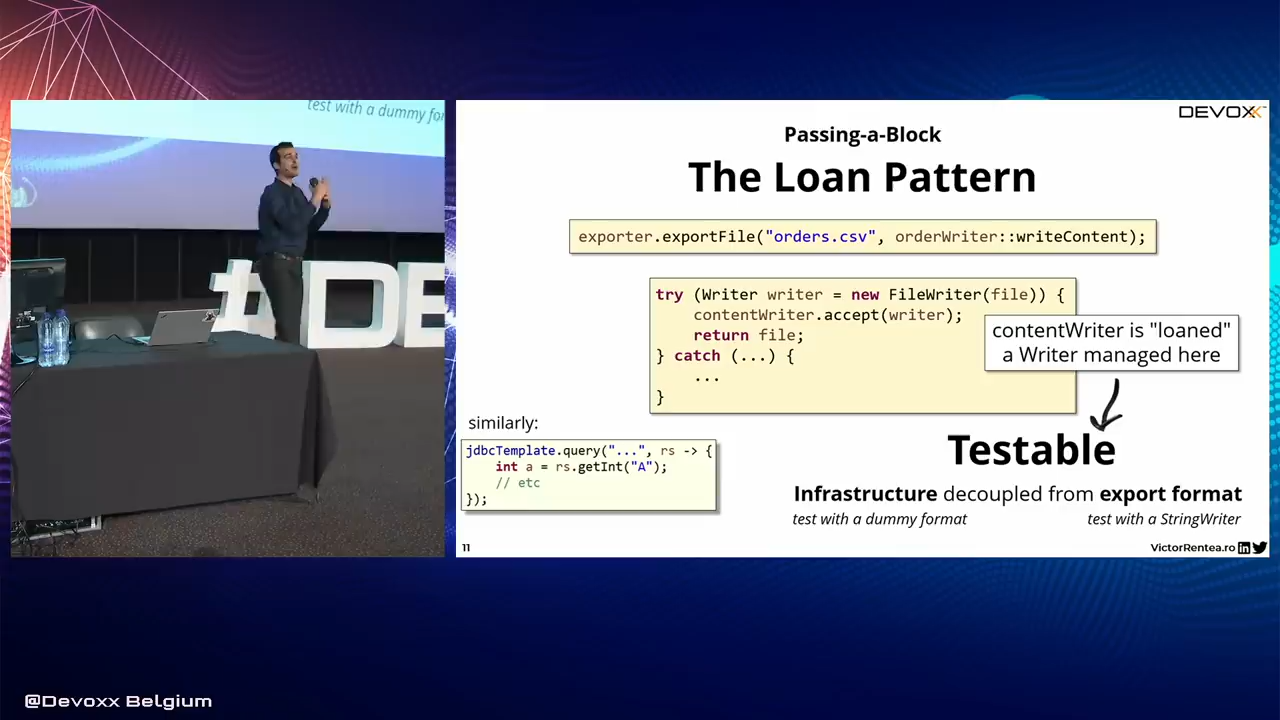 test with a dummy for
#DE
DEVOXX
Passing-a-Block
The Loan Pattern
exporter.exportFile("orders.csv", orderWriter::writeContent);
try (Writer writer = new FileWriter(file)) {
contentWriter.accept(writer);
return file;
} catch (...) {
...
}
contentWriter is "loaned"
a Writer managed here
similarly:
jdbcTemplate.query("...", rs -> {
int a = rs.getInt("A");
// etc
});
Testable
Infrastructure decoupled from export format
test with a dummy format
test with a StringWriter
11
VictorRentea.ro
@Devoxx Belgium